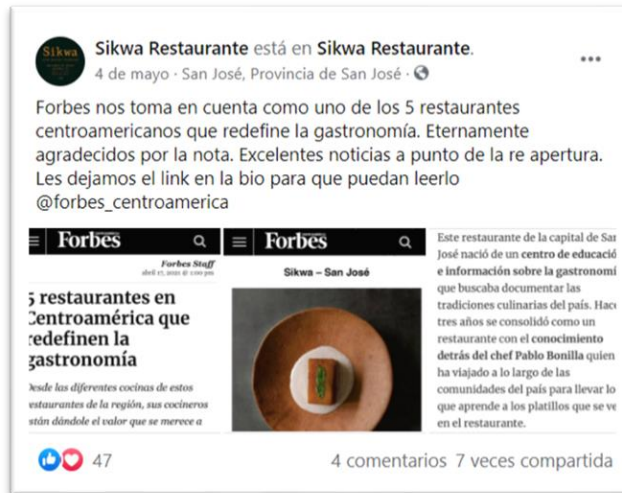 Sikwa
Sikwa Restaurante está en Sikwa Restaurante.
4 de mayo · San José, Provincia de San José ·
Forbes nos toma en cuenta como uno de los 5 restaurantes
centroamericanos que redefine la gastronomía. Eternamente
agradecidos por la nota. Excelentes noticias a punto de la re apertura.
Les dejamos el link en la bio para que puedan leerlo
@forbes_centroamerica
Forbes
Forbes Staff
abril 17, 2021 @ 1:00 pm
5 restaurantes en
Centroamérica que
redefinen la
gastronomía
Desde las diferentes cocinas de estos
restaurantes de la región, sus cocineros
están dándole el valor que se merece a
Forbes
Sikwa – San José
Este restaurante de la capital de San
José nació de un centro de educació
e información sobre la gastronomí
que buscaba documentar las
tradiciones culinarias del país. Hace
tres años se consolidó como un
restaurante con el conocimiento
detrás del chef Pablo Bonilla quien
ha viajado a lo largo de las
comunidades del país para llevar lo
que aprende a los platillos que se ve
en el restaurante.
47
4 comentarios 7 veces compartida